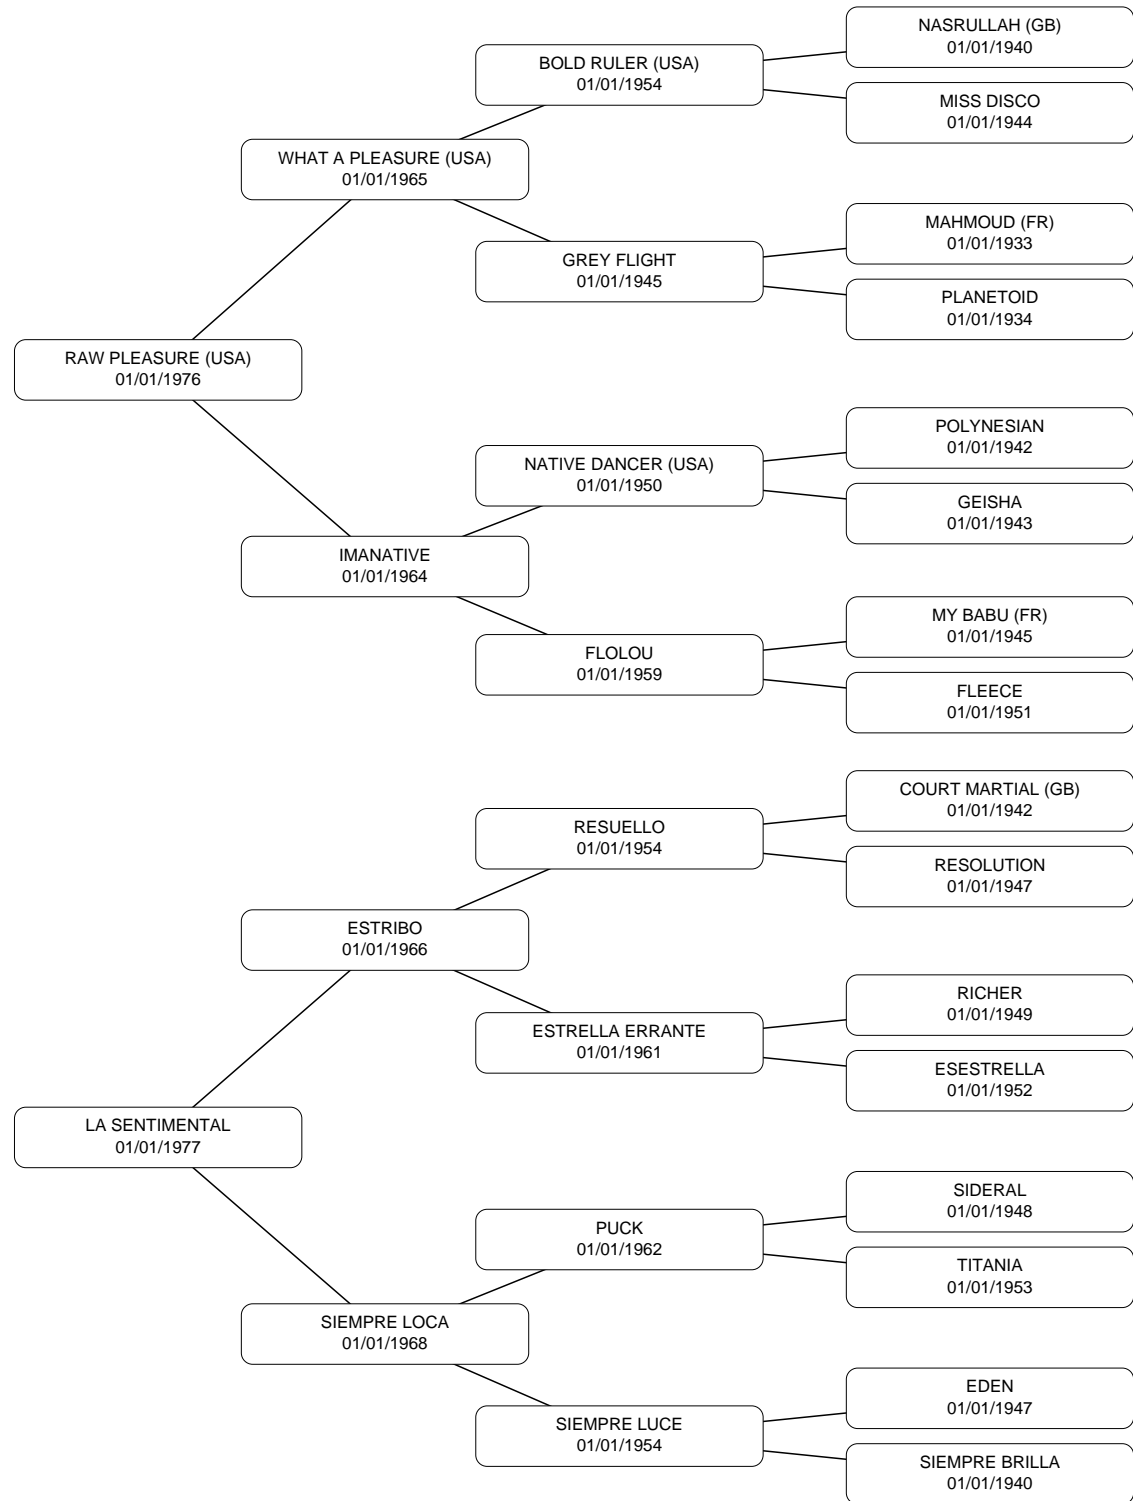 NASRULLAH (GB)
01/01/1940
BOLD RULER (USA)
01/01/1954
MISS DISCO
01/01/1944
WHAT A PLEASURE (USA)
01/01/1965
MAHMOUD (FR)
01/01/1933
GREY FLIGHT
01/01/1945
PLANETOID
01/01/1934
RAW PLEASURE (USA)
01/01/1976
POLYNESIAN
01/01/1942
NATIVE DANCER (USA)
01/01/1950
GEISHA
01/01/1943
IMANATIVE
01/01/1964
MY BABU (FR)
01/01/1945
FLOLOU
01/01/1959
FLEECE
01/01/1951
COURT MARTIAL (GB)
01/01/1942
RESUELLO
01/01/1954
RESOLUTION
01/01/1947
ESTRIBO
01/01/1966
RICHER
01/01/1949
ESTRELLA ERRANTE
01/01/1961
ESESTRELLA
01/01/1952
LA SENTIMENTAL
01/01/1977
SIDERAL
01/01/1948
PUCK
01/01/1962
TITANIA
01/01/1953
SIEMPRE LOCA
01/01/1968
EDEN
01/01/1947
SIEMPRE LUCE
01/01/1954
SIEMPRE BRILLA
01/01/1940